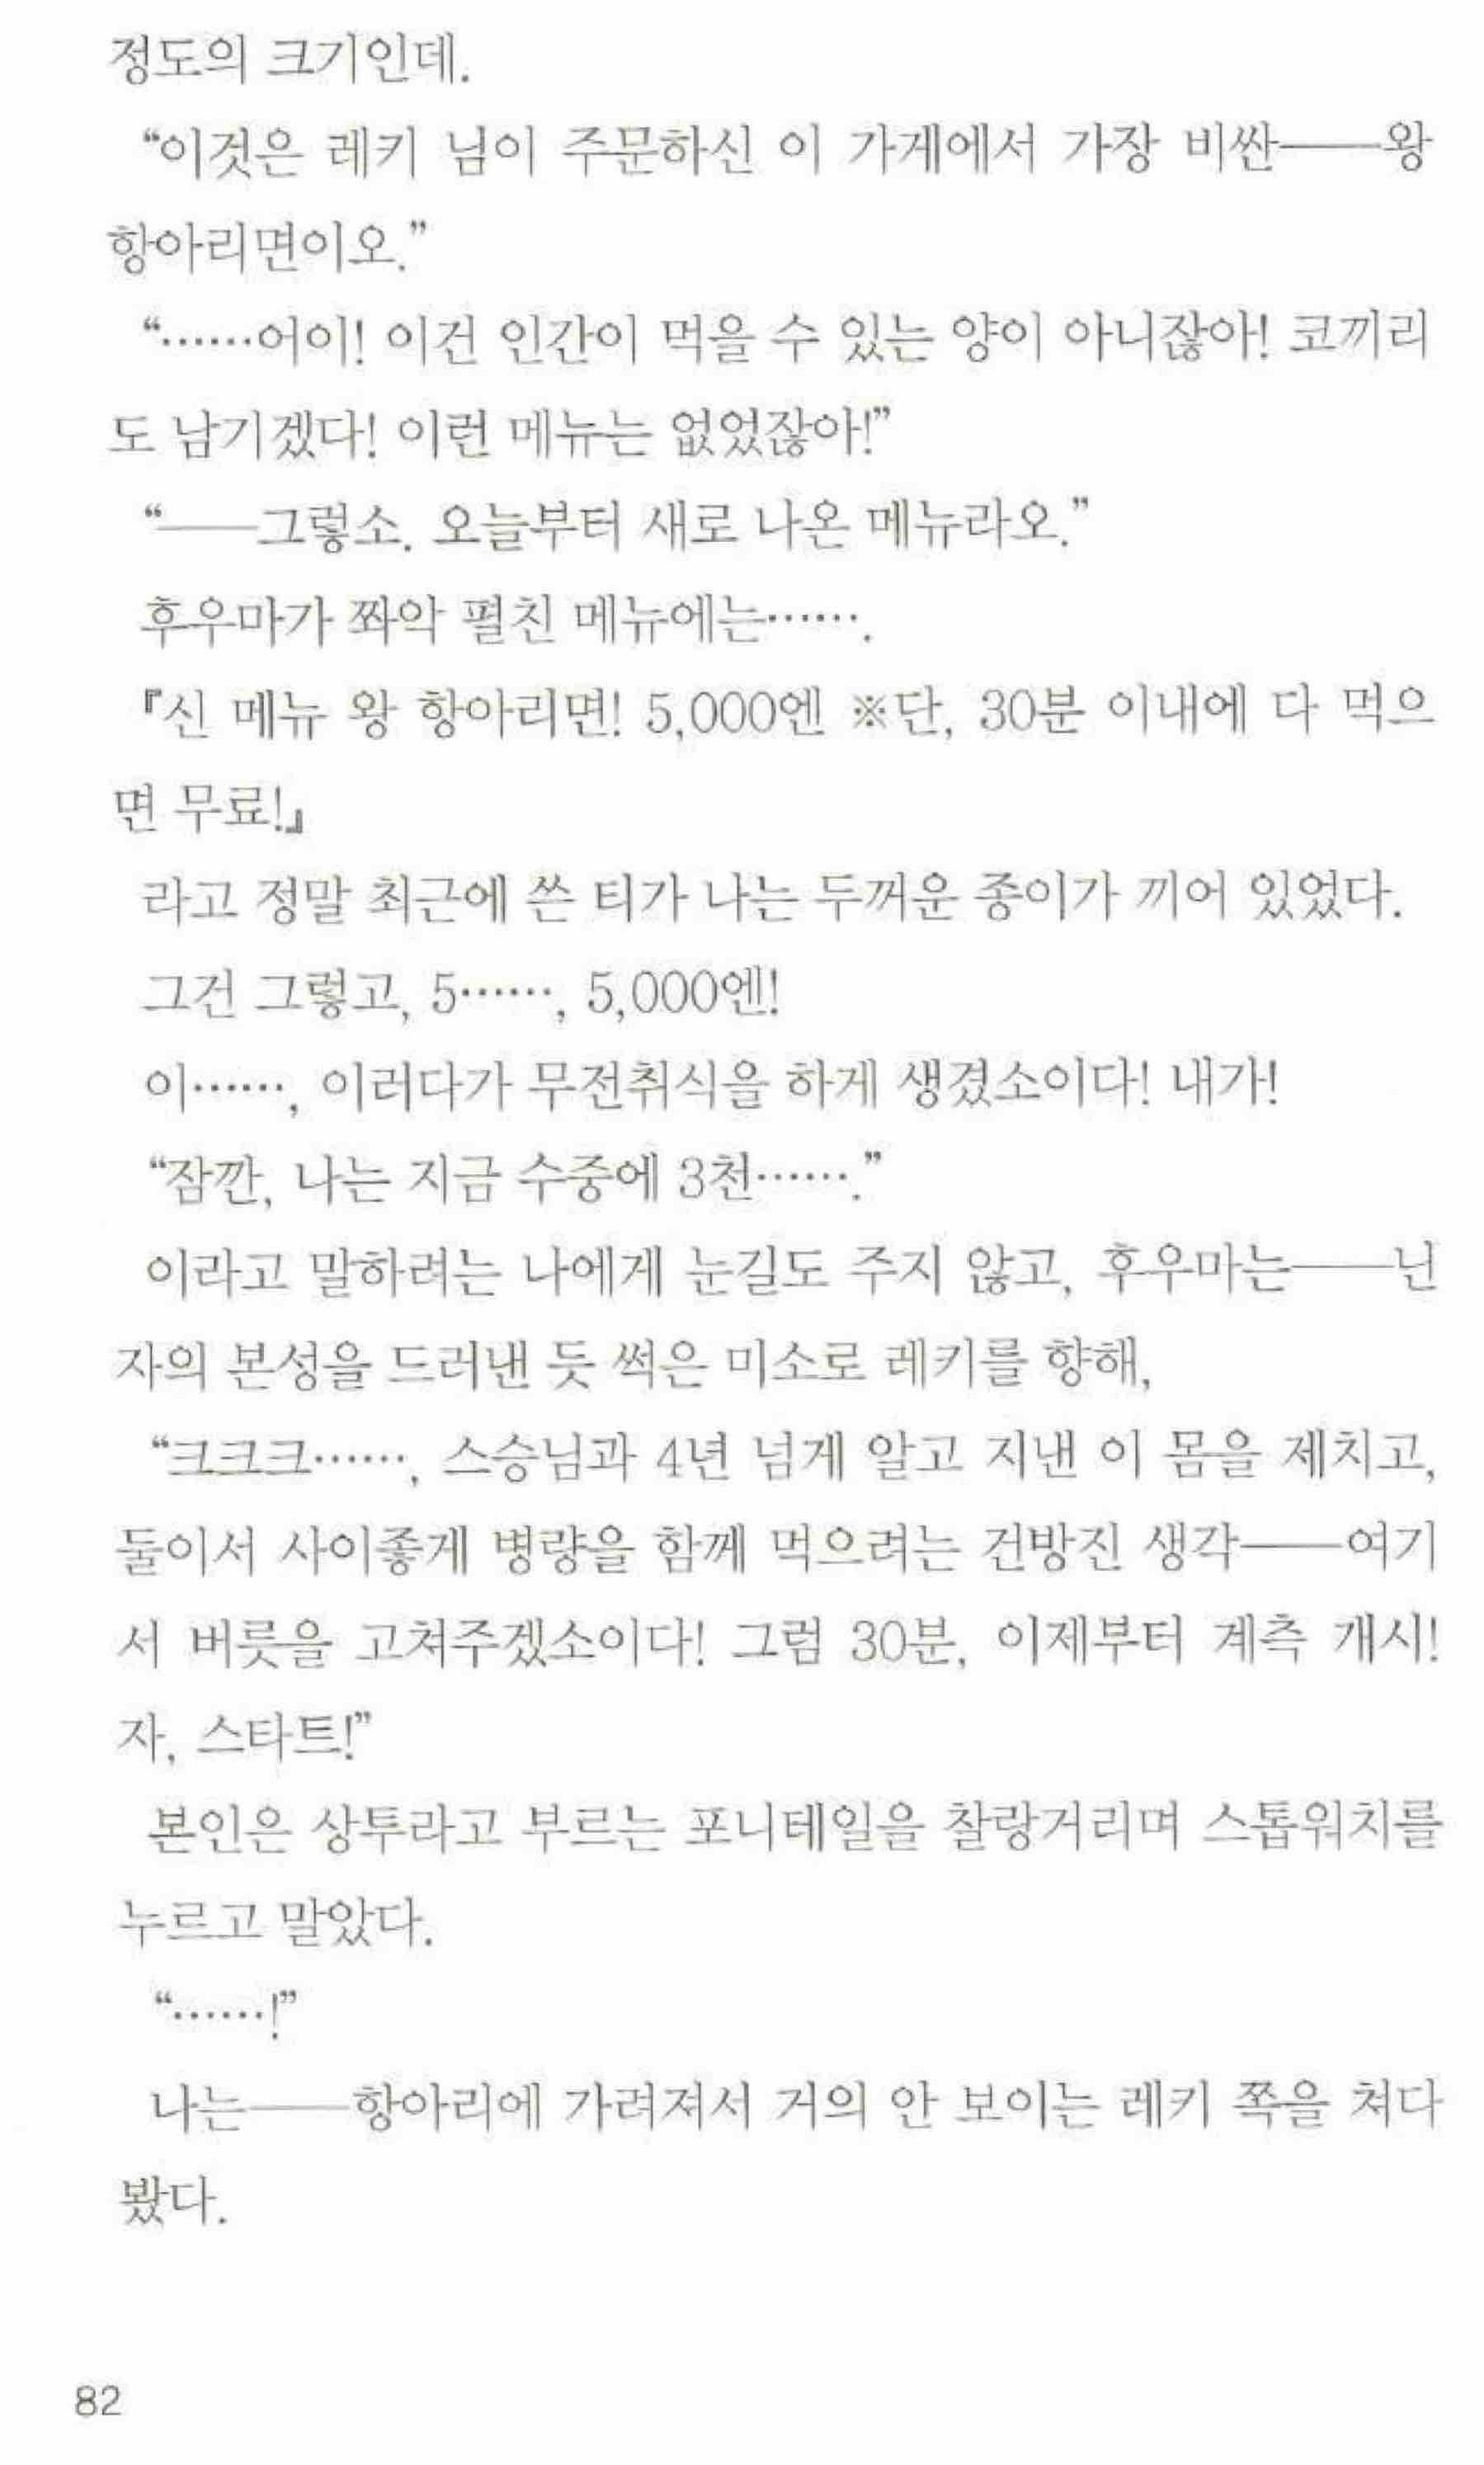 정도의 크기인데.
“이것은 레키 님이 주문하신 이 가게에서 가장 비싼――왕
항아리면이오.”
“……어이! 이건 인간이 먹을 수 있는 양이 아니잖아! 코끼리
도 남기겠다! 이런 메뉴는 없었잖아!”
“――그렇소. 오늘부터 새로 나온 메뉴라오.”
후우마가 쫘악 펼친 메뉴에는…….
『신 메뉴 왕 항아리면! 5,000엔 ※단, 30분 이내에 다 먹으
면 무료!』
라고 정말 최근에 쓴 티가 나는 두꺼운 종이가 끼어 있었다.
그건 그렇고, 5……, 5,000엔!
이……, 이러다가 무전취식을 하게 생겼소이다! 내가!
“잠깐, 나는 지금 수중에 3천…….”
이라고 말하려는 나에게 눈길도 주지 않고, 후우마는――닌
자의 본성을 드러낸 듯 썩은 미소로 레키를 향해,
“크크크……, 스승님과 4년 넘게 알고 지낸 이 몸을 제치고,
둘이서 사이좋게 병량을 함께 먹으려는 건방진 생각――여기
서 버릇을 고쳐주겠소이다! 그럼 30분, 이제부터 계측 개시!
자, 스타트!”
본인은 상투라고 부르는 포니테일을 찰랑거리며 스톱워치를
누르고 말았다.
“……!”
나는――항아리에 가려져서 거의 안 보이는 레키 쪽을 쳐다
봤다.
82